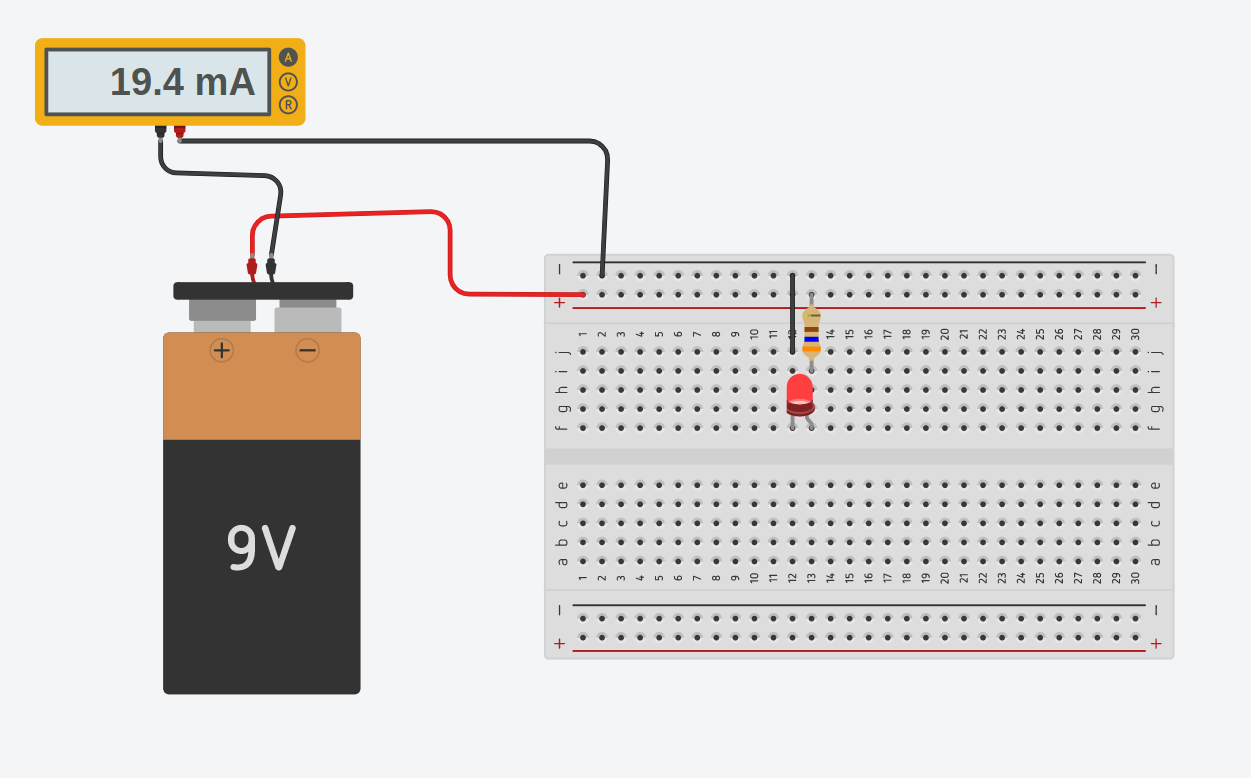 19.4 mA
A
V
R
− −
+ +
1 2 3 4 5 6 7 8 9 10 11 12 13 14 15 16 17 18 19 20 21 22 23 24 25 26 27 28 29 30
j j
i i
h h
g g
f f
+ −
9V
e e
d d
c c
b b
a a
1 2 3 4 5 6 7 8 9 10 11 12 13 14 15 16 17 18 19 20 21 22 23 24 25 26 27 28 29 30
− −
+ +